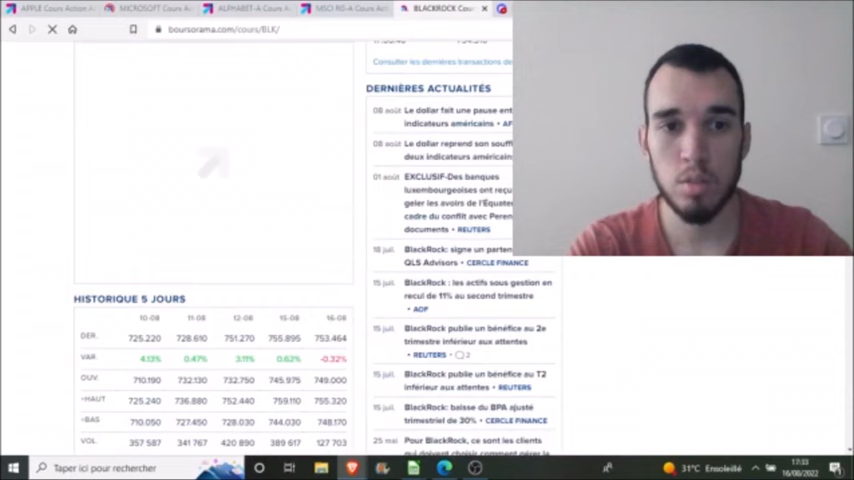 APPLE Cours Action A
MICROSOFT Cours Ac
ALPHABET-A Cours A
MSCI RG-A Cours Act
BLACKROCK Cours
boursorama.com/cours/BLK/
Consulter les dernières transactions de
DERNIÈRES ACTUALITÉS
08 août Le dollar fait une pause ent
indicateurs américains • AF
08 août Le dollar reprend son souff
deux indicateurs américain
01 août EXCLUSIF-Des banques
luxembourgeoises ont reçu
geler les avoirs de l'Équate
cadre du conflit avec Peren
documents • REUTERS
18 juil. BlackRock: signe un parten
QLS Advisors • CERCLE FINANCE
15 juil. BlackRock : les actifs sous gestion en
recul de 11% au second trimestre
• AOF
15 juil. BlackRock publie un bénéfice au 2e
trimestre inférieur aux attentes
• REUTERS • 2
15 juil. BlackRock publie un bénéfice au T2
inférieur aux attentes • REUTERS
15 juil. BlackRock: baisse du BPA ajusté
trimestriel de 30% • CERCLE FINANCE
25 mai Pour BlackRock, ce sont les clients
qui doivent choisir comment gérer la
HISTORIQUE 5 JOURS
10-08 11-08 12-08 15-08 16-08
DER. 725.220 728.610 751.270 755.895 753.464
VAR. 4.13% 0.47% 3.11% 0.62% -0.32%
OUV. 710.190 732.130 732.750 745.975 749.000
+HAUT 725.240 736.880 752.440 759.110 755.320
+BAS 710.050 727.450 728.030 744.030 748.170
VOL. 357 587 341 767 420 890 389 617 127 703
Taper ici pour rechercher
31°C Ensoleillé
17:33
16/08/2022